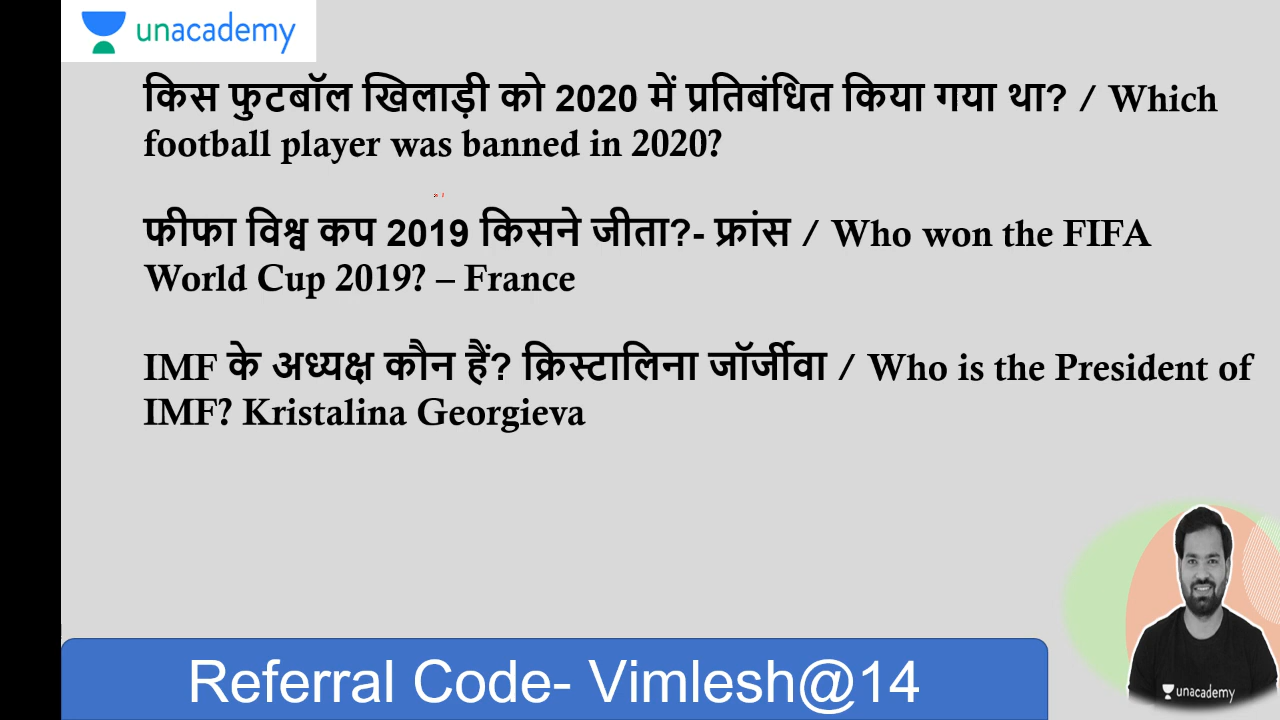 unacademy
किस फुटबॉल खिलाड़ी को 2020 में प्रतिबंधित किया गया था? / Which
football player was banned in 2020?
फीफा विश्व कप 2019 किसने जीता?- फ्रांस / Who won the FIFA
World Cup 2019? – France
IMF के अध्यक्ष कौन हैं? क्रिस्टालिना जॉर्जीवा / Who is the President of
IMF? Kristalina Georgieva
Referral Code- Vimlesh@14
unacademy